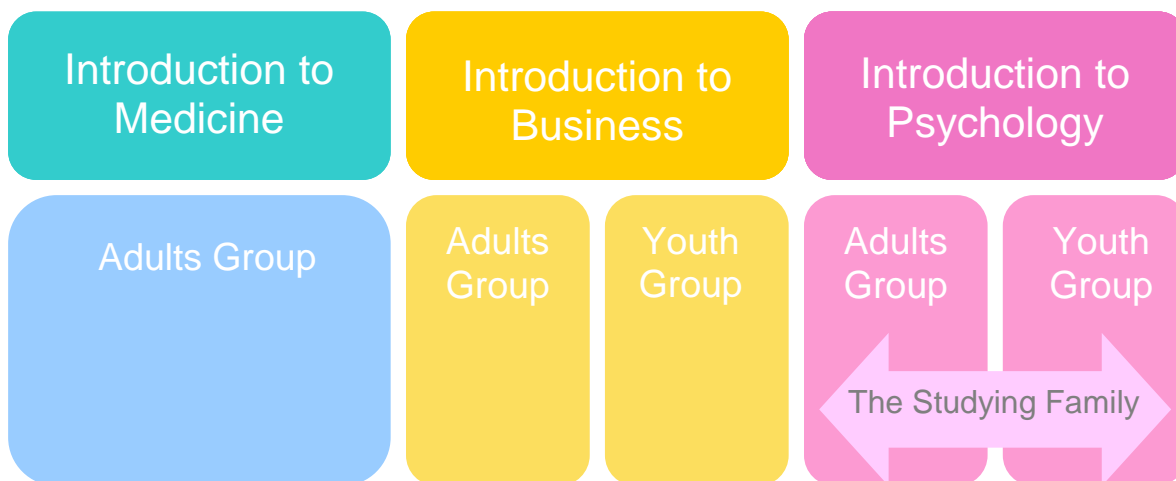 Introduction to
Medicine
Introduction to
Business
Introduction to
Psychology
Adults Group
Adults
Group
Youth
Group
Adults
Group
Youth
Group
The Studying Family